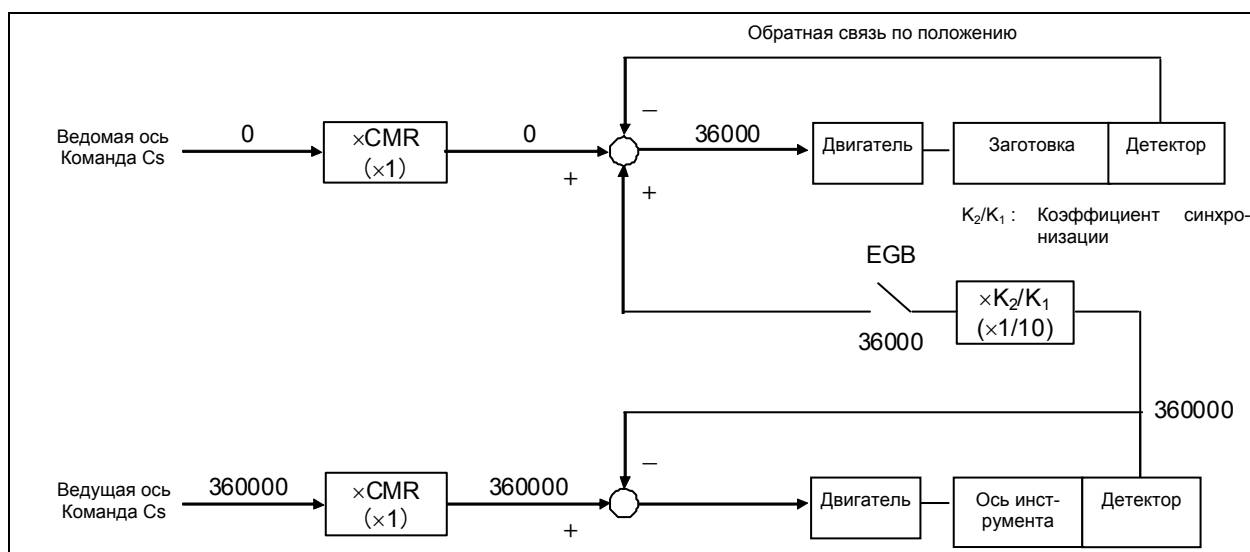 Обратная связь по положению
−
Ведомая ось
Команда Cs
0
×CMR
(×1)
0
+
+
36000
Двигатель
Заготовка
Детектор
K2/K1 : Коэффициент синхро-
низации
EGB
×K2/K1
(×1/10)
36000
360000
−
Ведущая ось
Команда Cs
360000
×CMR
(×1)
360000
+
Двигатель
Ось инст-
румента
Детектор